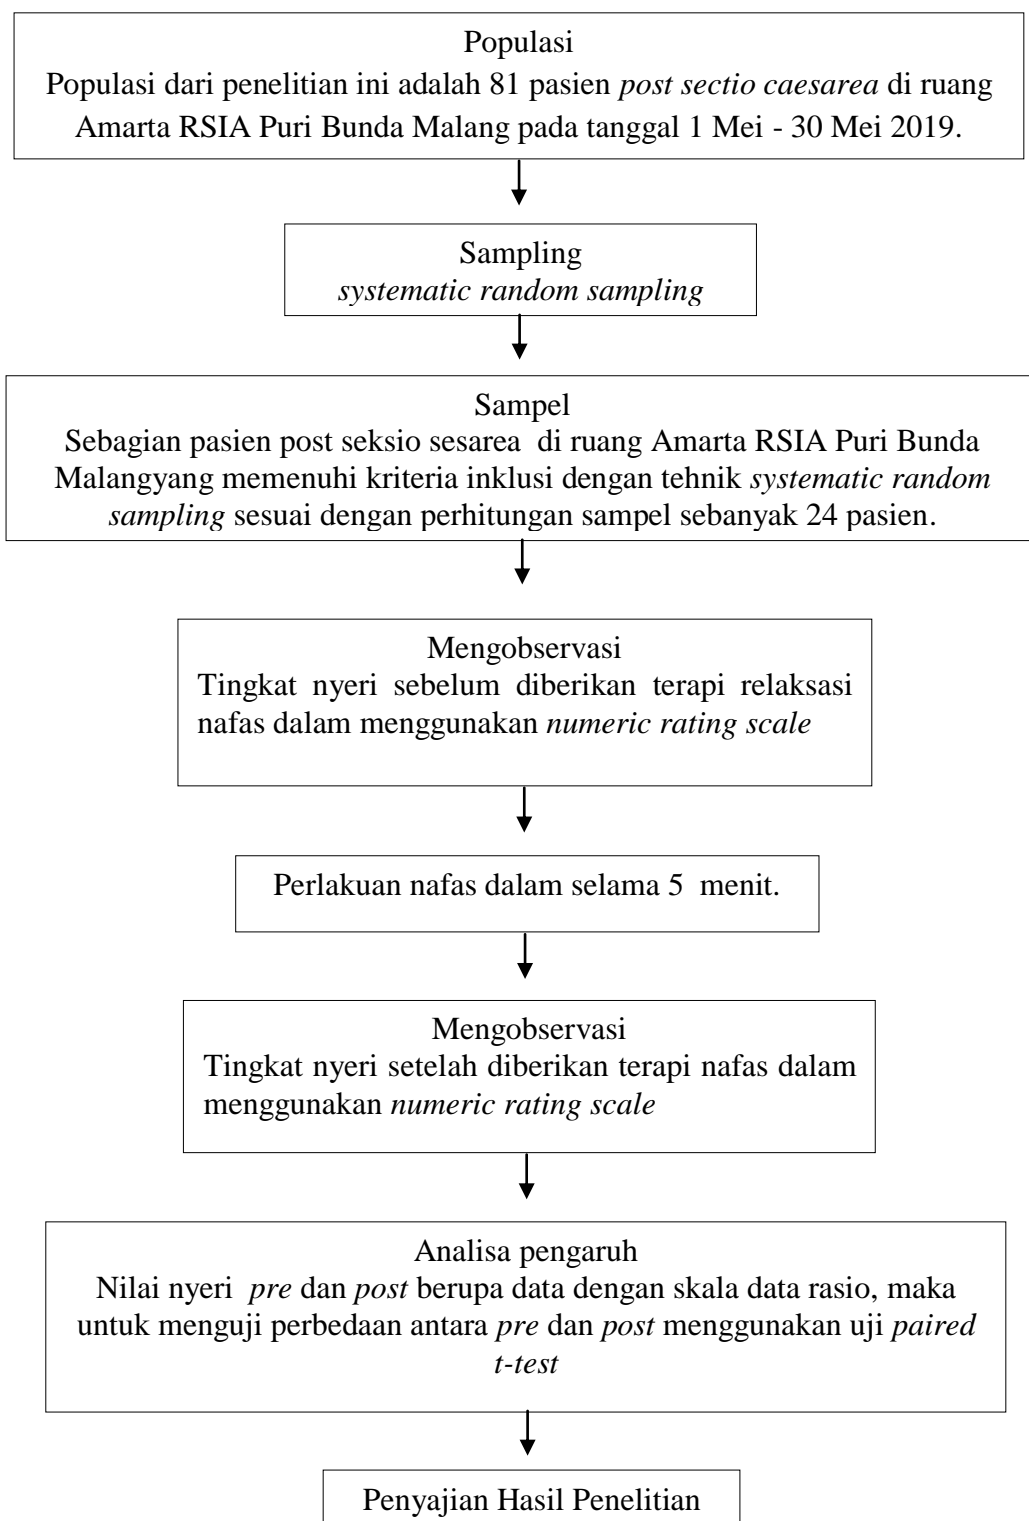 Populasi
Populasi dari penelitian ini adalah 81 pasien post sectio caesarea di ruang
Amarta RSIA Puri Bunda Malang pada tanggal 1 Mei - 30 Mei 2019.
Sampling
systematic random sampling
Sampel
Sebagian pasien post seksio sesarea di ruang Amarta RSIA Puri Bunda
Malangyang memenuhi kriteria inklusi dengan tehnik systematic random
sampling sesuai dengan perhitungan sampel sebanyak 24 pasien.
Mengobservasi
Tingkat nyeri sebelum diberikan terapi relaksasi
nafas dalam menggunakan numeric rating scale
Perlakuan nafas dalam selama 5 menit.
Mengobservasi
Tingkat nyeri setelah diberikan terapi nafas dalam
menggunakan numeric rating scale
Analisa pengaruh
Nilai nyeri pre dan post berupa data dengan skala data rasio, maka
untuk menguji perbedaan antara pre dan post menggunakan uji paired
t-test
Penyajian Hasil Penelitian